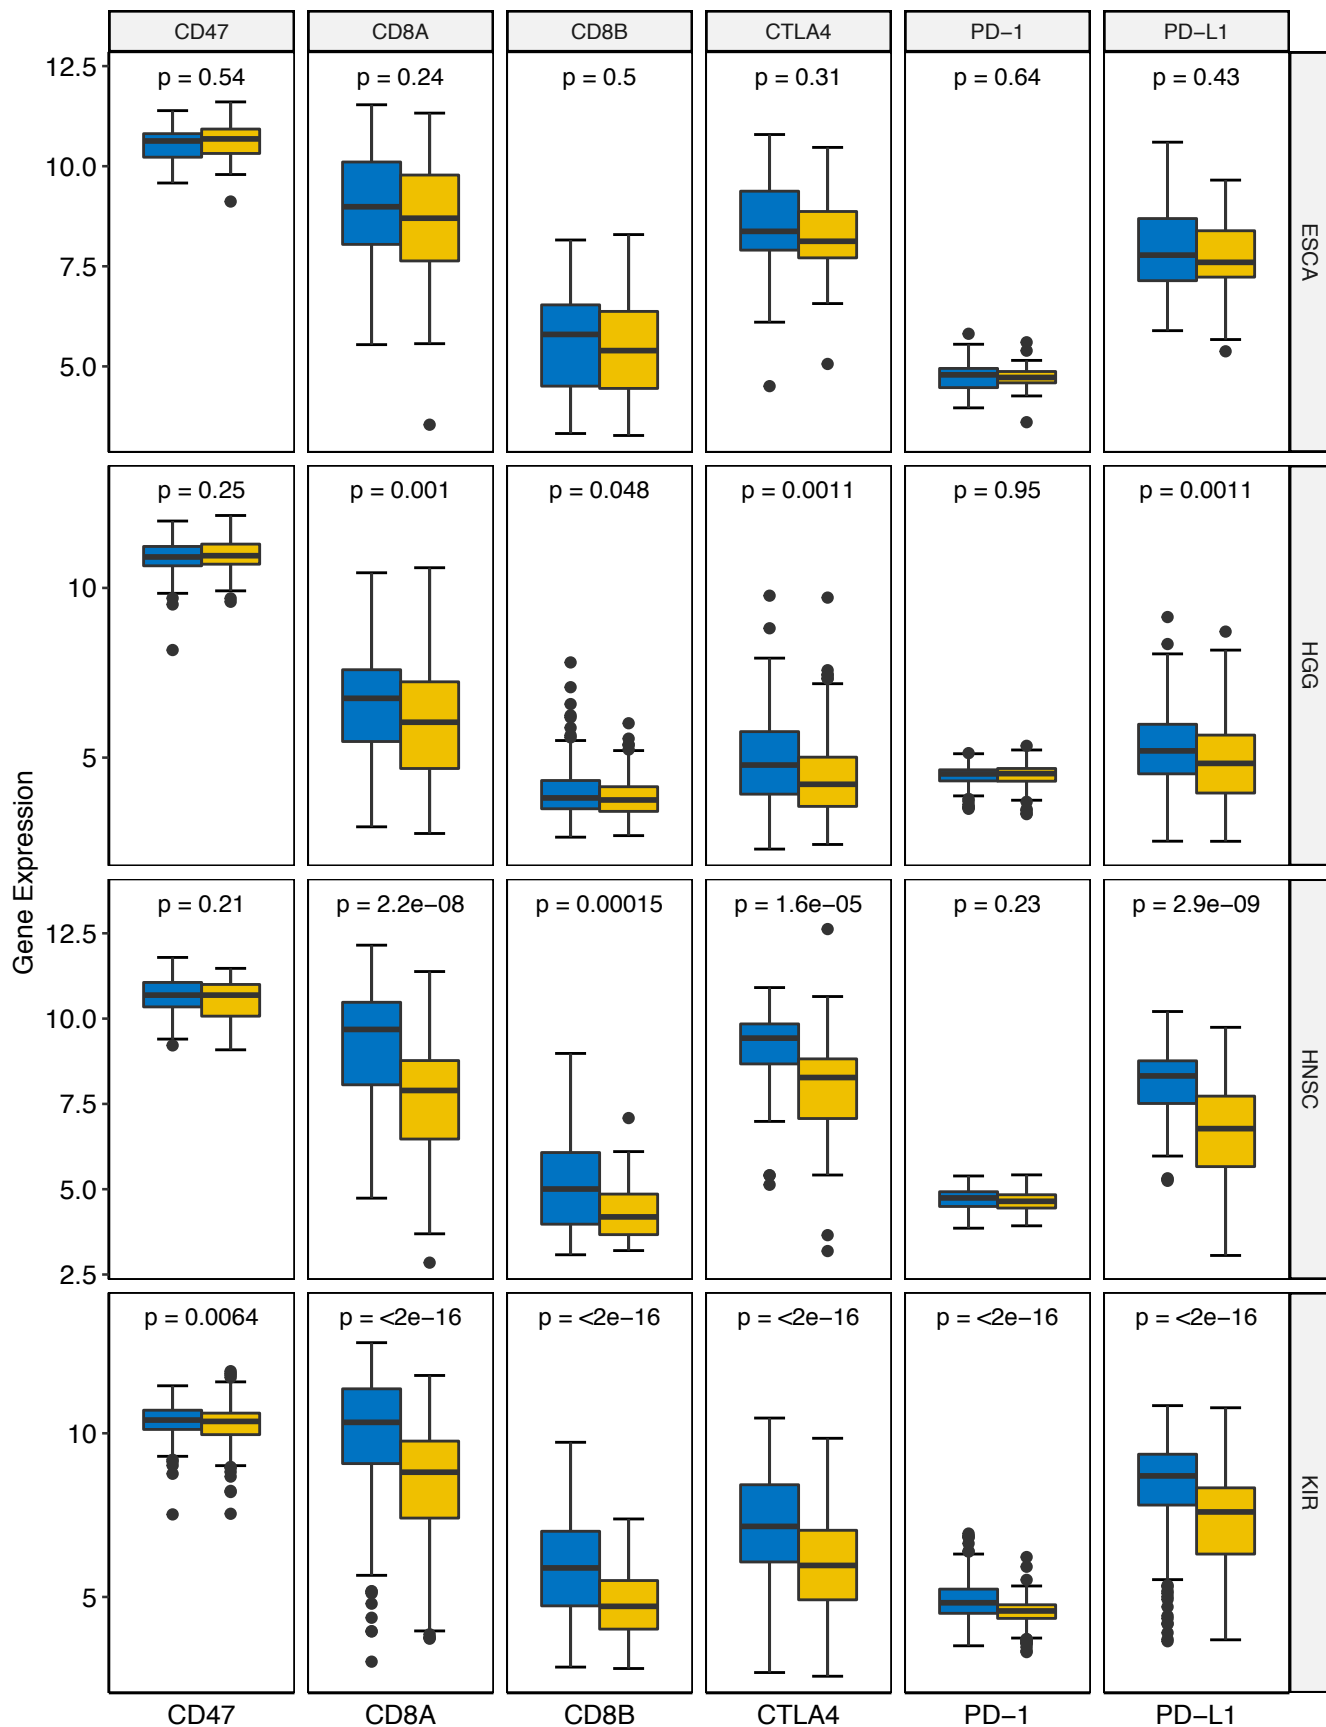 CD47 CD8A CD8B CTLA4 PD−1 PD−L1
p = 0.54 p = 0.24 p = 0.5 p = 0.31 p = 0.64 p = 0.43
12.5
10.0
7.5
5.0
ESCA
p = 0.25 p = 0.001 p = 0.048 p = 0.0011 p = 0.95 p = 0.0011
10
5
HGG
Gene Expression
p = 0.21 p = 2.2e−08 p = 0.00015 p = 1.6e−05 p = 0.23 p = 2.9e−09
12.5
10.0
7.5
5.0
2.5
HNSC
p = 0.0064 p = <2e−16 p = <2e−16 p = <2e−16 p = <2e−16 p = <2e−16
10
5
KIR
CD47 CD8A CD8B CTLA4 PD−1 PD−L1